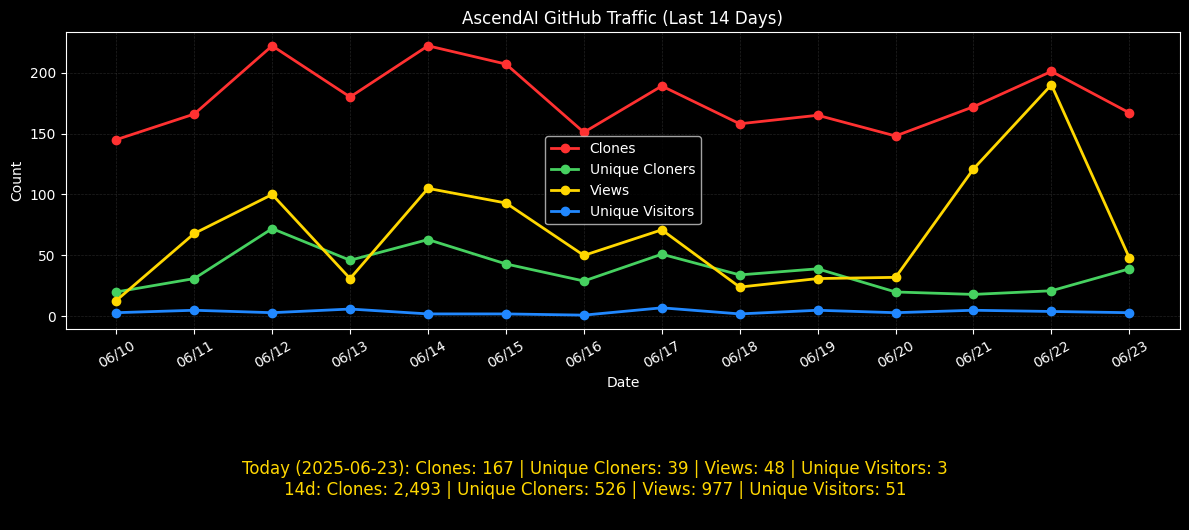 AscendAI GitHub Traffic (Last 14 Days)
Count
200
150
100
50
0
Clones
Unique Cloners
Views
Unique Visitors
06/10 06/11 06/12 06/13 06/14 06/15 06/16 06/17 06/18 06/19 06/20 06/21 06/22 06/23
Date
Today (2025-06-23): Clones: 167 | Unique Cloners: 39 | Views: 48 | Unique Visitors: 3
14d: Clones: 2,493 | Unique Cloners: 526 | Views: 977 | Unique Visitors: 51